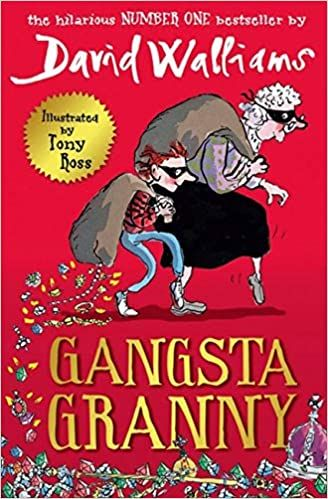 the hilarious NUMBER ONE bestseller by
David Walliams
Illustrated
by
Tony
Ross
GANGSTA
GRANNY